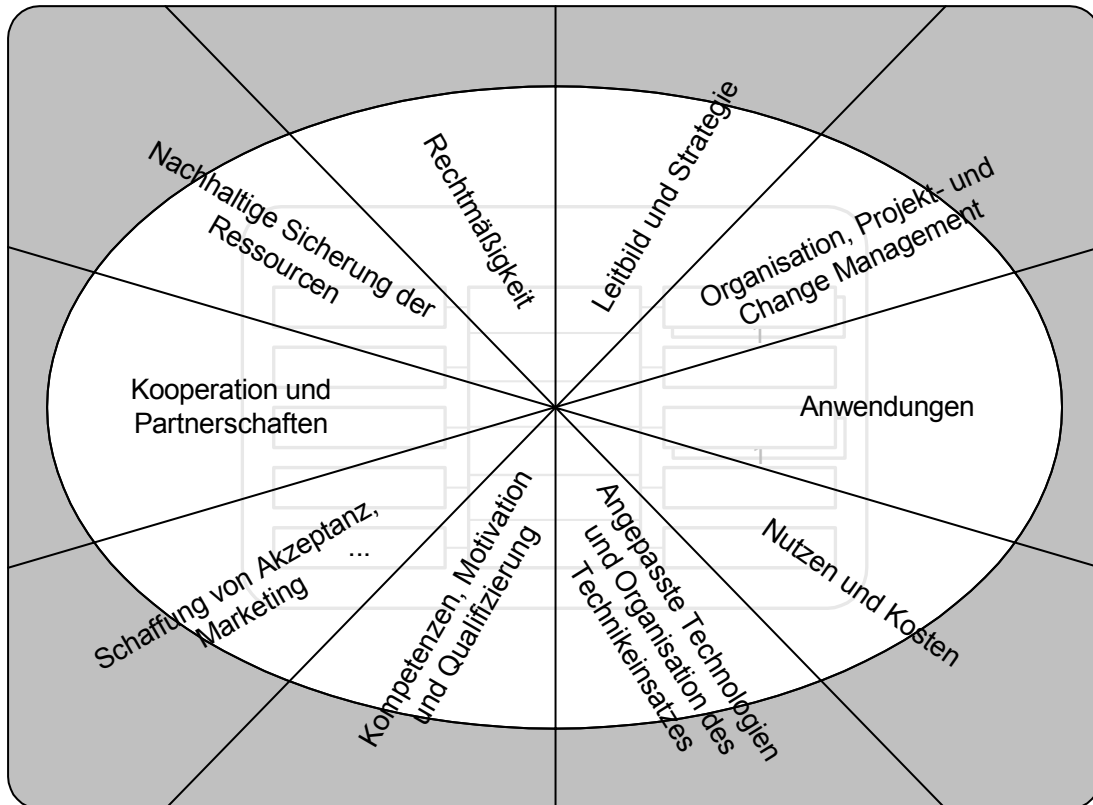 Leitbild und Strategie
Organisation, Projekt- und
Change Management
Anwendungen
Nutzen und Kosten
Angepasste Technologien
und Organisation des
Technikeinsatzes
Kompetenzen, Motivation
und Qualifizierung
Schaffung von Akzeptanz,
Marketing
...
Kooperation und
Partnerschaften
Nachhaltige Sicherung der
Ressourcen
Rechtmäßigkeit